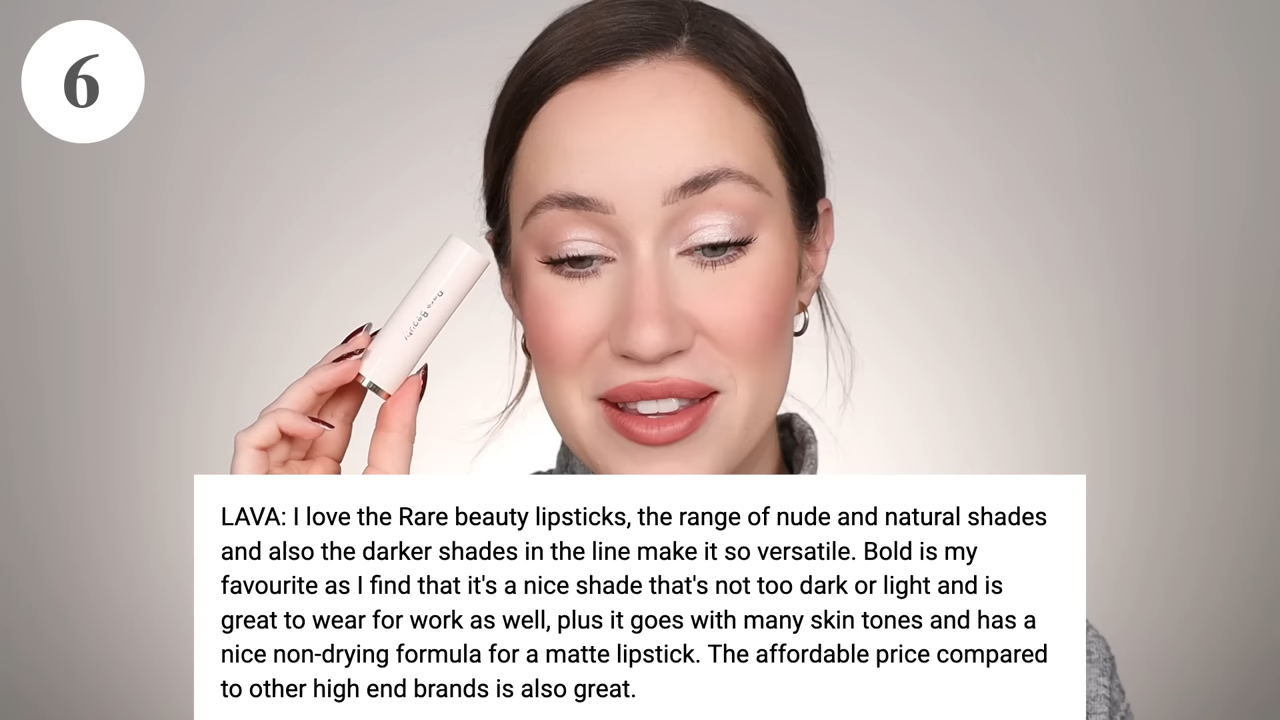 6
Rare Beauty
LAVA: I love the Rare beauty lipsticks, the range of nude and natural shades
and also the darker shades in the line make it so versatile. Bold is my
favourite as I find that it's a nice shade that's not too dark or light and is
great to wear for work as well, plus it goes with many skin tones and has a
nice non-drying formula for a matte lipstick. The affordable price compared
to other high end brands is also great.